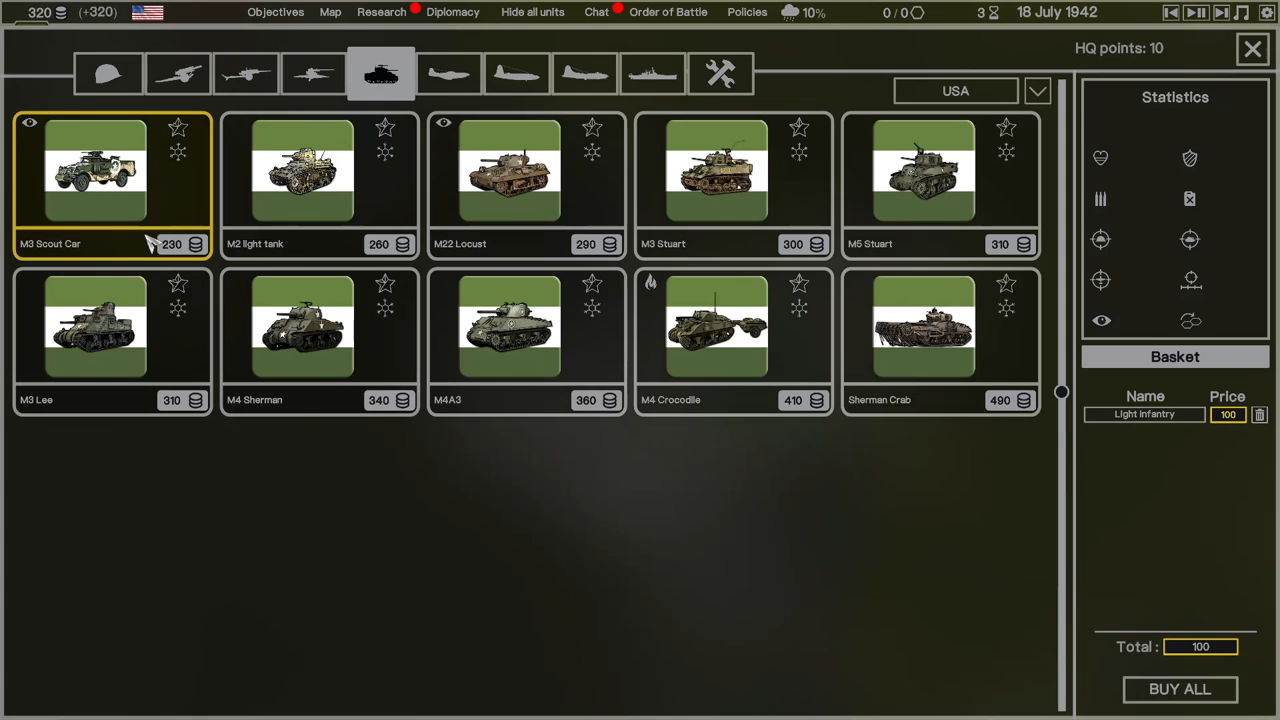 320 (+320) Objectives Map Research Diplomacy Hide all units Chat Order of Battle Policies 10% 0 / 0 3 18 July 1942
HQ points: 10
USA
Statistics
M3 Scout Car 230
M2 light tank 260
M22 Locust 290
M3 Stuart 300
M5 Stuart 310
M3 Lee 310
M4 Sherman 340
M4A3 360
M4 Crocodile 410
Sherman Crab 490
Basket
Name Price
Light Infantry 100
Total : 100
BUY ALL